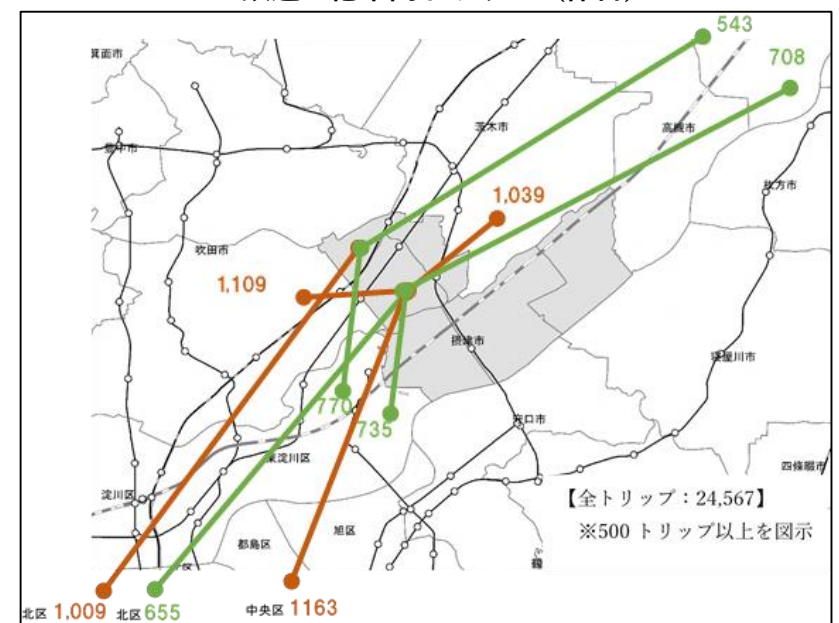 543
708
箕面市
茨木市
高槻市
豊中市
枚方市
1,039
吹田市
1,109
摂津市
寝屋川市
770
735
守口市
東淀川区
四條畷市
淀川区
【全トリップ:24,567】
※500 トリップ以上を図示
都島区
旭区
北区 1,009
北区 655
中央区 1163